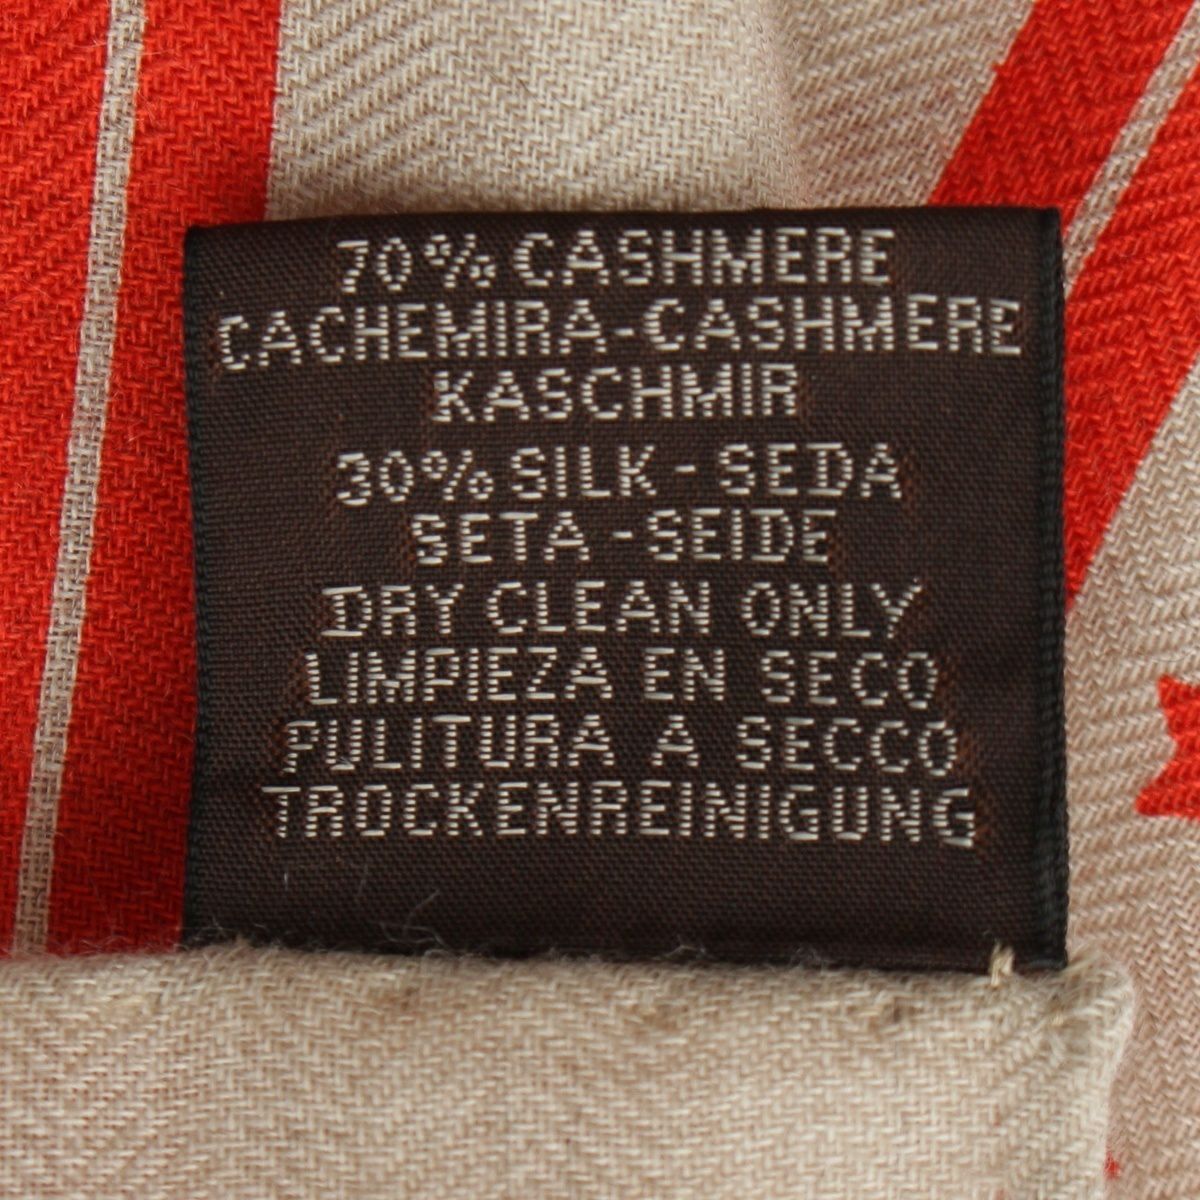 70% CASHMERE
CACHEMIRA-CASHMERE
KASCHMIR
30% SILK - SEDA
SETA - SEIDE
DRY CLEAN ONLY
LIMPIEZA EN SECO
PULITURA A SECCO
TROCKENREINIGUNG